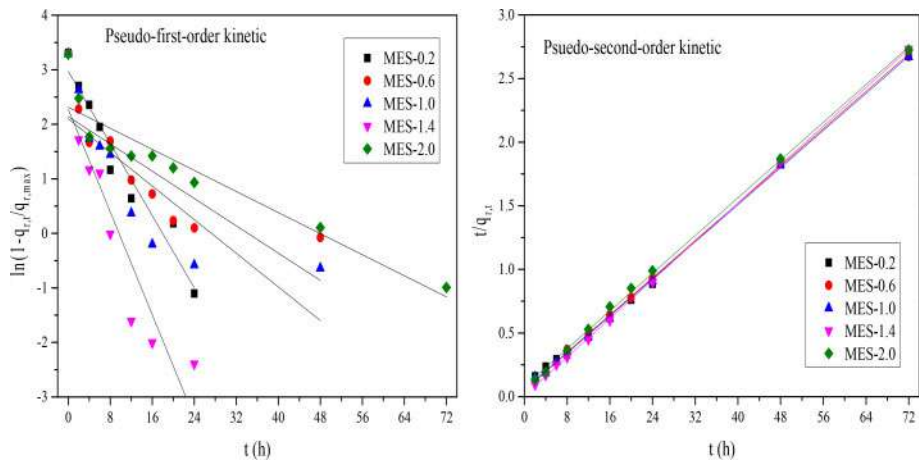 Pseudo-first-order kinetic
MES-0.2
MES-0.6
MES-1.0
MES-1.4
MES-2.0
4
3
2
1
0
-1
-2
-3
ln(1-q_{r,t}/q_{r,max})
0 8 16 24 32 40 48 56 64 72
t (h)
Psuedo-second-order kinetic
MES-0.2
MES-0.6
MES-1.0
MES-1.4
MES-2.0
3.0
2.5
2.0
1.5
1.0
0.5
0.0
t/q_{r,t}
0 8 16 24 32 40 48 56 64 72
t (h)